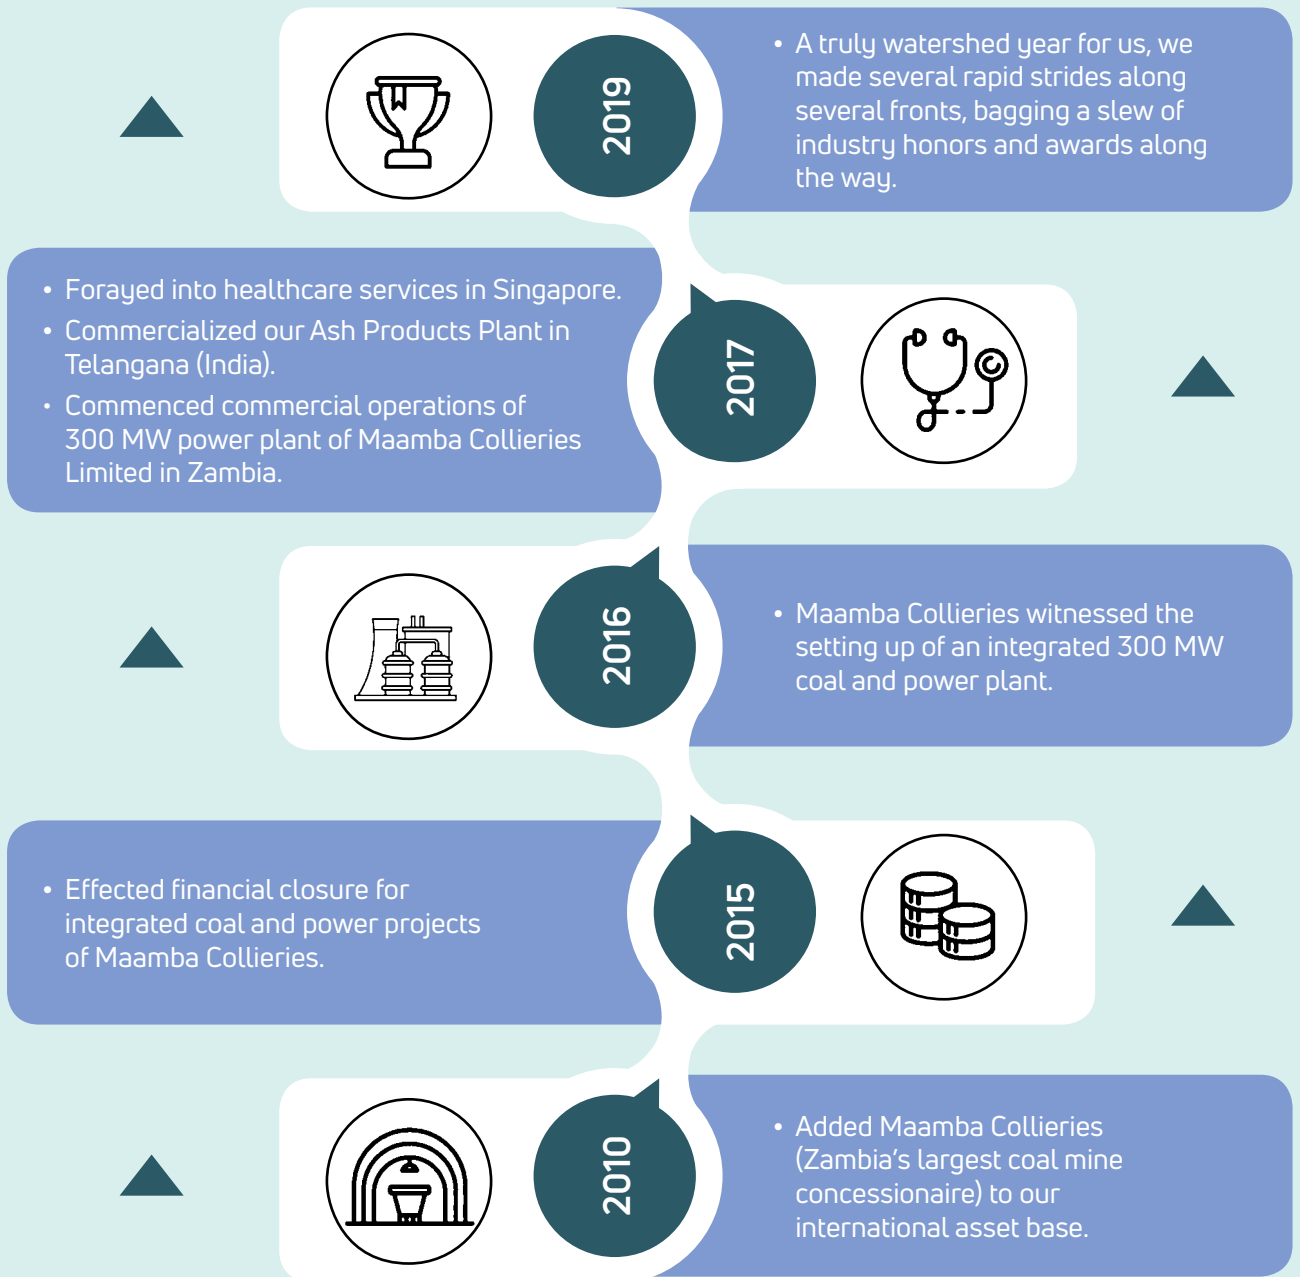 2019
• A truly watershed year for us, we
made several rapid strides along
several fronts, bagging a slew of
industry honors and awards along
the way.
• Forayed into healthcare services in Singapore.
• Commercialized our Ash Products Plant in
Telangana (India).
• Commenced commercial operations of
300 MW power plant of Maamba Collieries
Limited in Zambia.
2017
2016
• Maamba Collieries witnessed the
setting up of an integrated 300 MW
coal and power plant.
• Effected financial closure for
integrated coal and power projects
of Maamba Collieries.
2015
2010
• Added Maamba Collieries
(Zambia's largest coal mine
concessionaire) to our
international asset base.